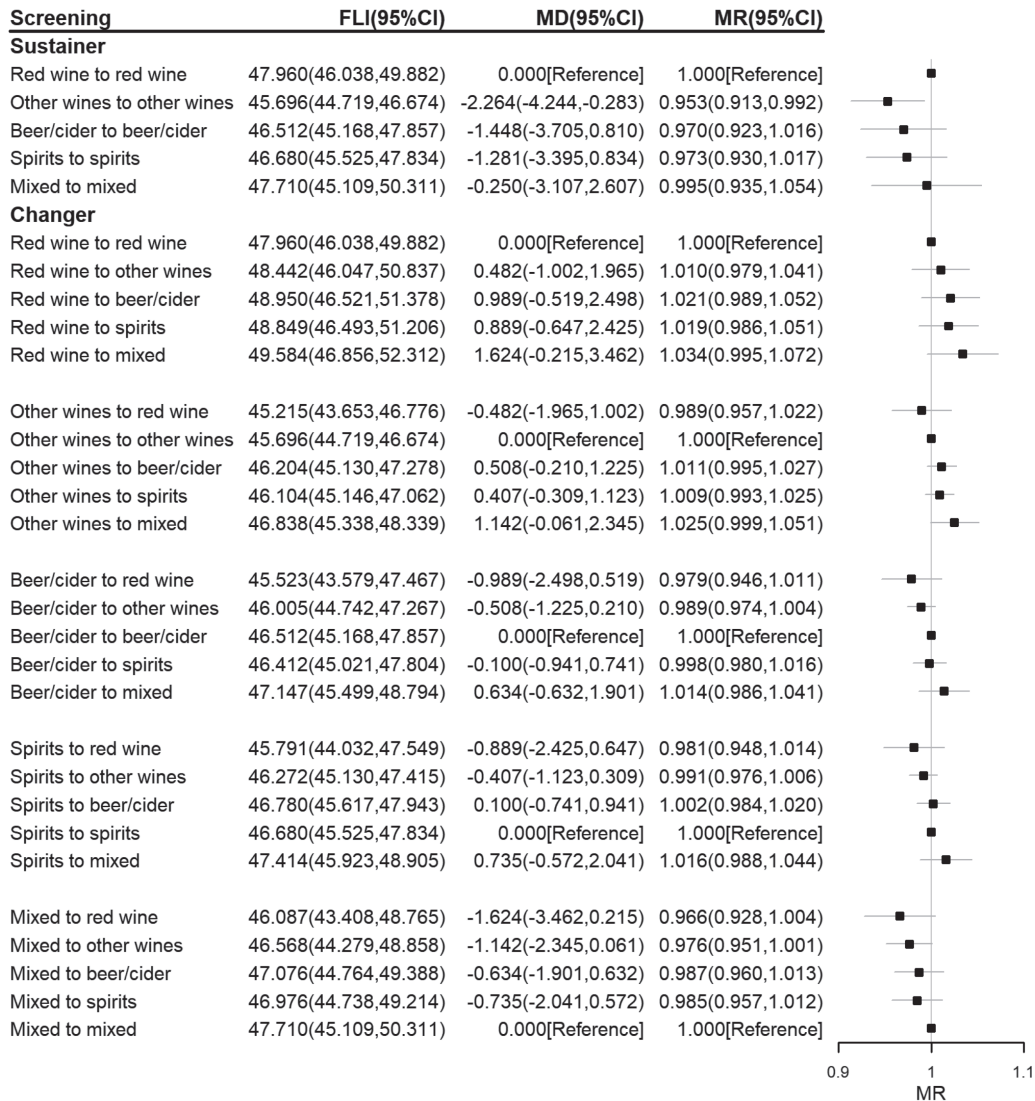 Screening FLI(95%CI) MD(95%CI) MR(95%CI)
Sustainer
Red wine to red wine 47.960(46.038,49.882) 0.000[Reference] 1.000[Reference]
Other wines to other wines 45.696(44.719,46.674) -2.264(-4.244,-0.283) 0.953(0.913,0.992)
Beer/cider to beer/cider 46.512(45.168,47.857) -1.448(-3.705,0.810) 0.970(0.923,1.016)
Spirits to spirits 46.680(45.525,47.834) -1.281(-3.395,0.834) 0.973(0.930,1.017)
Mixed to mixed 47.710(45.109,50.311) -0.250(-3.107,2.607) 0.995(0.935,1.054)
Changer
Red wine to red wine 47.960(46.038,49.882) 0.000[Reference] 1.000[Reference]
Red wine to other wines 48.442(46.047,50.837) 0.482(-1.002,1.965) 1.010(0.979,1.041)
Red wine to beer/cider 48.950(46.521,51.378) 0.989(-0.519,2.498) 1.021(0.989,1.052)
Red wine to spirits 48.849(46.493,51.206) 0.889(-0.647,2.425) 1.019(0.986,1.051)
Red wine to mixed 49.584(46.856,52.312) 1.624(-0.215,3.462) 1.034(0.995,1.072)
Other wines to red wine 45.215(43.653,46.776) -0.482(-1.965,1.002) 0.989(0.957,1.022)
Other wines to other wines 45.696(44.719,46.674) 0.000[Reference] 1.000[Reference]
Other wines to beer/cider 46.204(45.130,47.278) 0.508(-0.210,1.225) 1.011(0.995,1.027)
Other wines to spirits 46.104(45.146,47.062) 0.407(-0.309,1.123) 1.009(0.993,1.025)
Other wines to mixed 46.838(45.338,48.339) 1.142(-0.061,2.345) 1.025(0.999,1.051)
Beer/cider to red wine 45.523(43.579,47.467) -0.989(-2.498,0.519) 0.979(0.946,1.011)
Beer/cider to other wines 46.005(44.742,47.267) -0.508(-1.225,0.210) 0.989(0.974,1.004)
Beer/cider to beer/cider 46.512(45.168,47.857) 0.000[Reference] 1.000[Reference]
Beer/cider to spirits 46.412(45.021,47.804) -0.100(-0.941,0.741) 0.998(0.980,1.016)
Beer/cider to mixed 47.147(45.499,48.794) 0.634(-0.632,1.901) 1.014(0.986,1.041)
Spirits to red wine 45.791(44.032,47.549) -0.889(-2.425,0.647) 0.981(0.948,1.014)
Spirits to other wines 46.272(45.130,47.415) -0.407(-1.123,0.309) 0.991(0.976,1.006)
Spirits to beer/cider 46.780(45.617,47.943) 0.100(-0.741,0.941) 1.002(0.984,1.020)
Spirits to spirits 46.680(45.525,47.834) 0.000[Reference] 1.000[Reference]
Spirits to mixed 47.414(45.923,48.905) 0.735(-0.572,2.041) 1.016(0.988,1.044)
Mixed to red wine 46.087(43.408,48.765) -1.624(-3.462,0.215) 0.966(0.928,1.004)
Mixed to other wines 46.568(44.279,48.858) -1.142(-2.345,0.061) 0.976(0.951,1.001)
Mixed to beer/cider 47.076(44.764,49.388) -0.634(-1.901,0.632) 0.987(0.960,1.013)
Mixed to spirits 46.976(44.738,49.214) -0.735(-2.041,0.572) 0.985(0.957,1.012)
Mixed to mixed 47.710(45.109,50.311) 0.000[Reference] 1.000[Reference]
0.9 1 1.1
MR